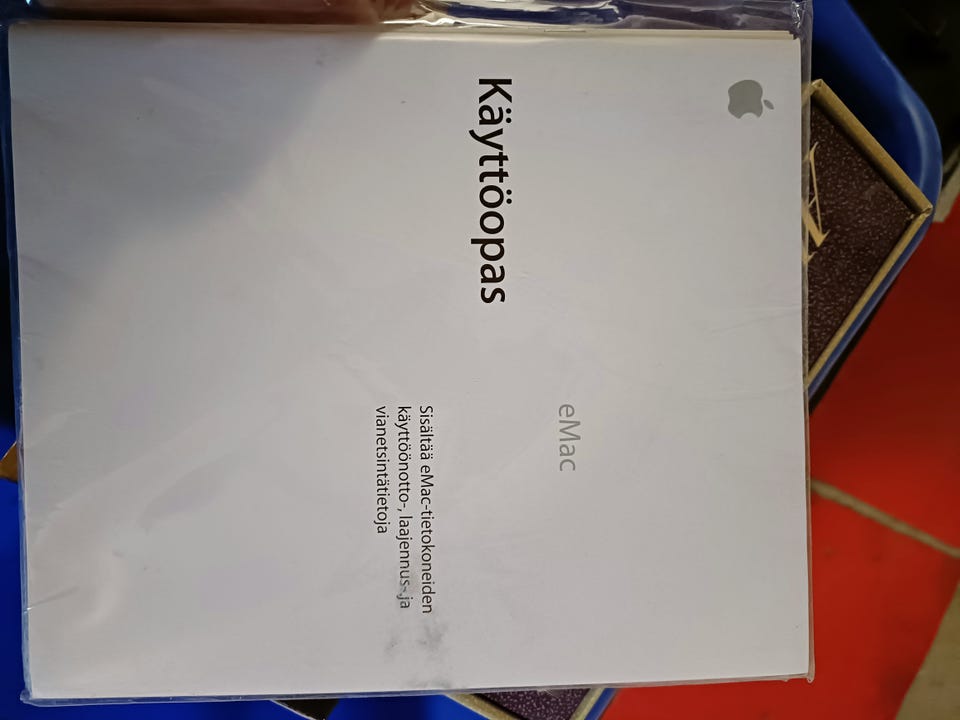 eMac
Käyttöopas
Sisältää eMac-tietokoneiden
käyttöönotto-, laajennus- ja
vianetsintätietoja